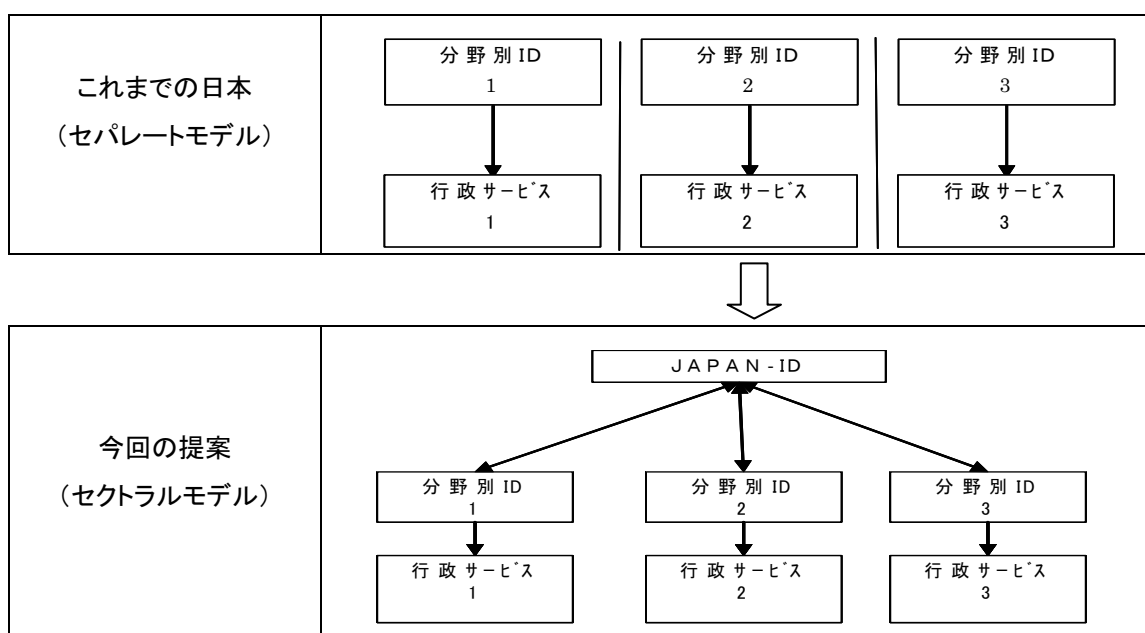 これまでの日本
（セパレートモデル）
分野別ID
1
分野別ID
2
分野別ID
3
行政サービス
1
行政サービス
2
行政サービス
3
今回の提案
（セクトラルモデル）
JAPAN-ID
分野別ID
1
分野別ID
2
分野別ID
3
行政サービス
1
行政サービス
2
行政サービス
3